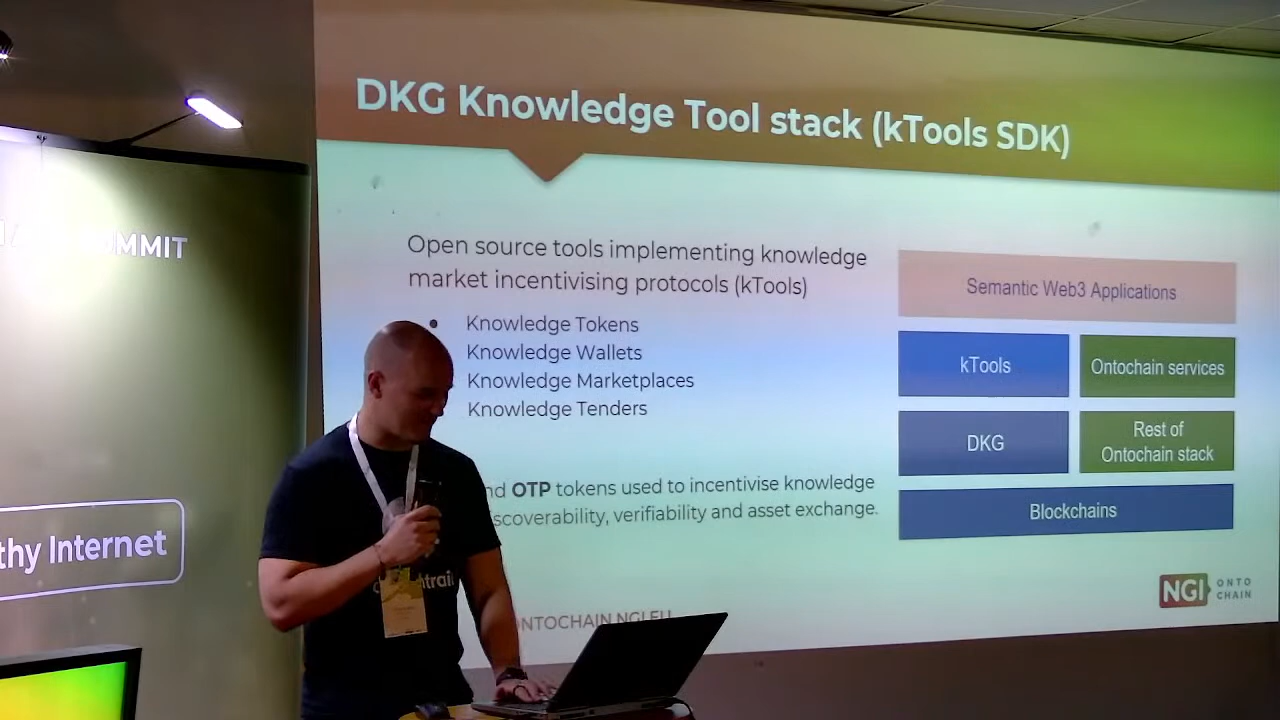 DKG Knowledge Tool stack (kTools SDK)
Open source tools implementing knowledge
market incentivising protocols (kTools)
• Knowledge Tokens
Knowledge Wallets
Knowledge Marketplaces
Knowledge Tenders
nd OTP tokens used to incentivise knowledge
scoverability, verifiability and asset exchange.
Semantic Web3 Applications
kTools
Ontochain services
DKG
Rest of
Ontochain stack
Blockchains
NGI ONTO
CHAIN
ONTOCHAIN.NGI.EU
MMIT
thy Internet
trail